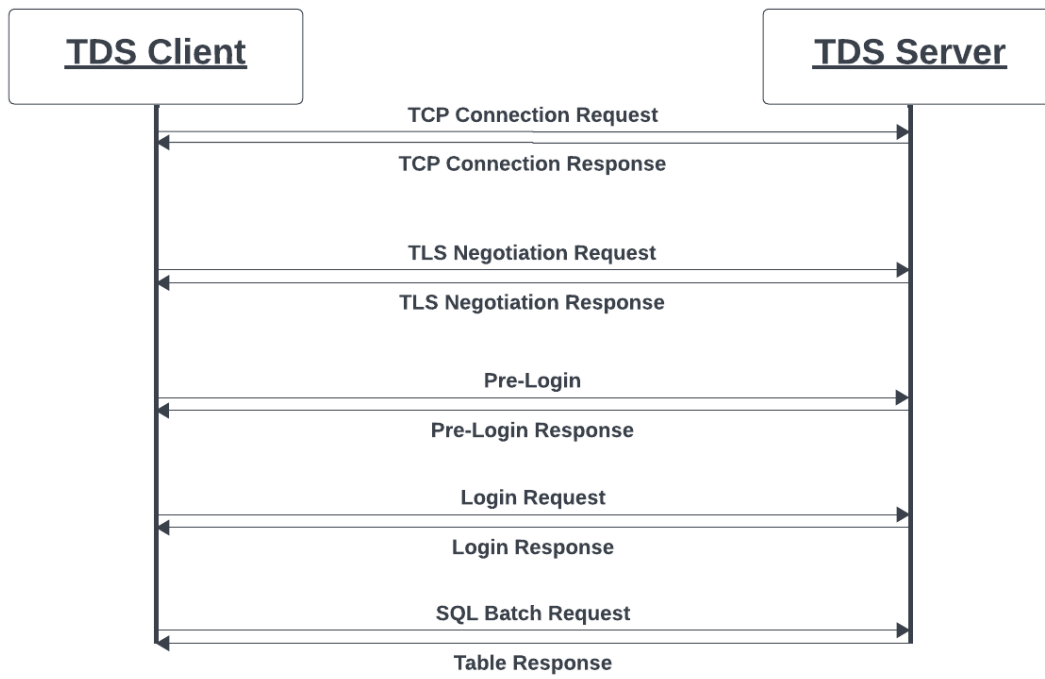 TDS Client
TDS Server
TCP Connection Request
TCP Connection Response
TLS Negotiation Request
TLS Negotiation Response
Pre-Login
Pre-Login Response
Login Request
Login Response
SQL Batch Request
Table Response